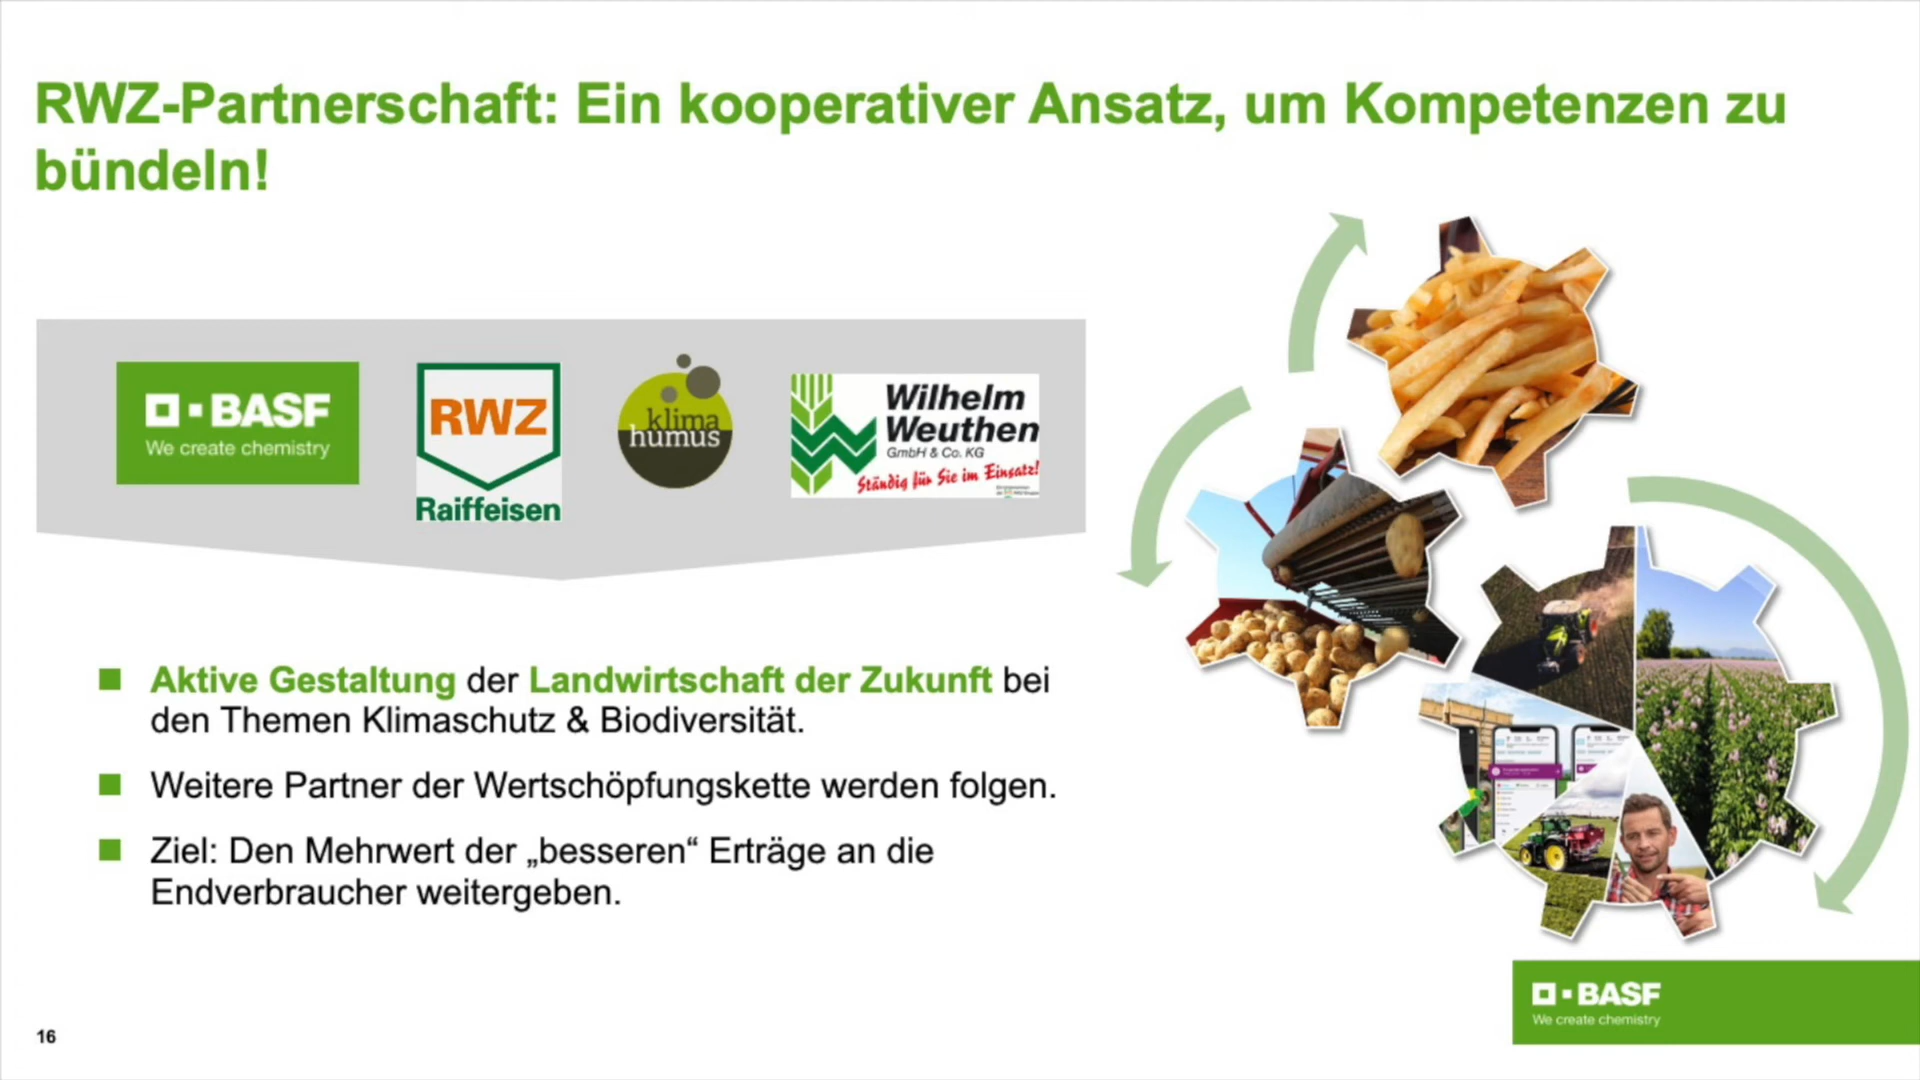 RWZ-Partnerschaft: Ein kooperativer Ansatz, um Kompetenzen zu
bündeln!
BASF
We create chemistry
RWZ
Raiffeisen
klima
humus
Wilhelm
Weuthen
GmbH & Co. KG
Ständig für Sie im Einsatz!
Aktive Gestaltung der Landwirtschaft der Zukunft bei
den Themen Klimaschutz & Biodiversität.
Weitere Partner der Wertschöpfungskette werden folgen.
Ziel: Den Mehrwert der „besseren“ Erträge an die
Endverbraucher weitergeben.
16
BASF
We create chemistry